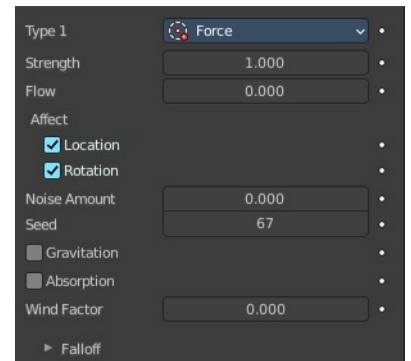 Type 1 Force
Strength 1.000
Flow 0.000
Affect
Location
Rotation
Noise Amount 0.000
Seed 67
Gravitation
Absorption
Wind Factor 0.000
Falloff